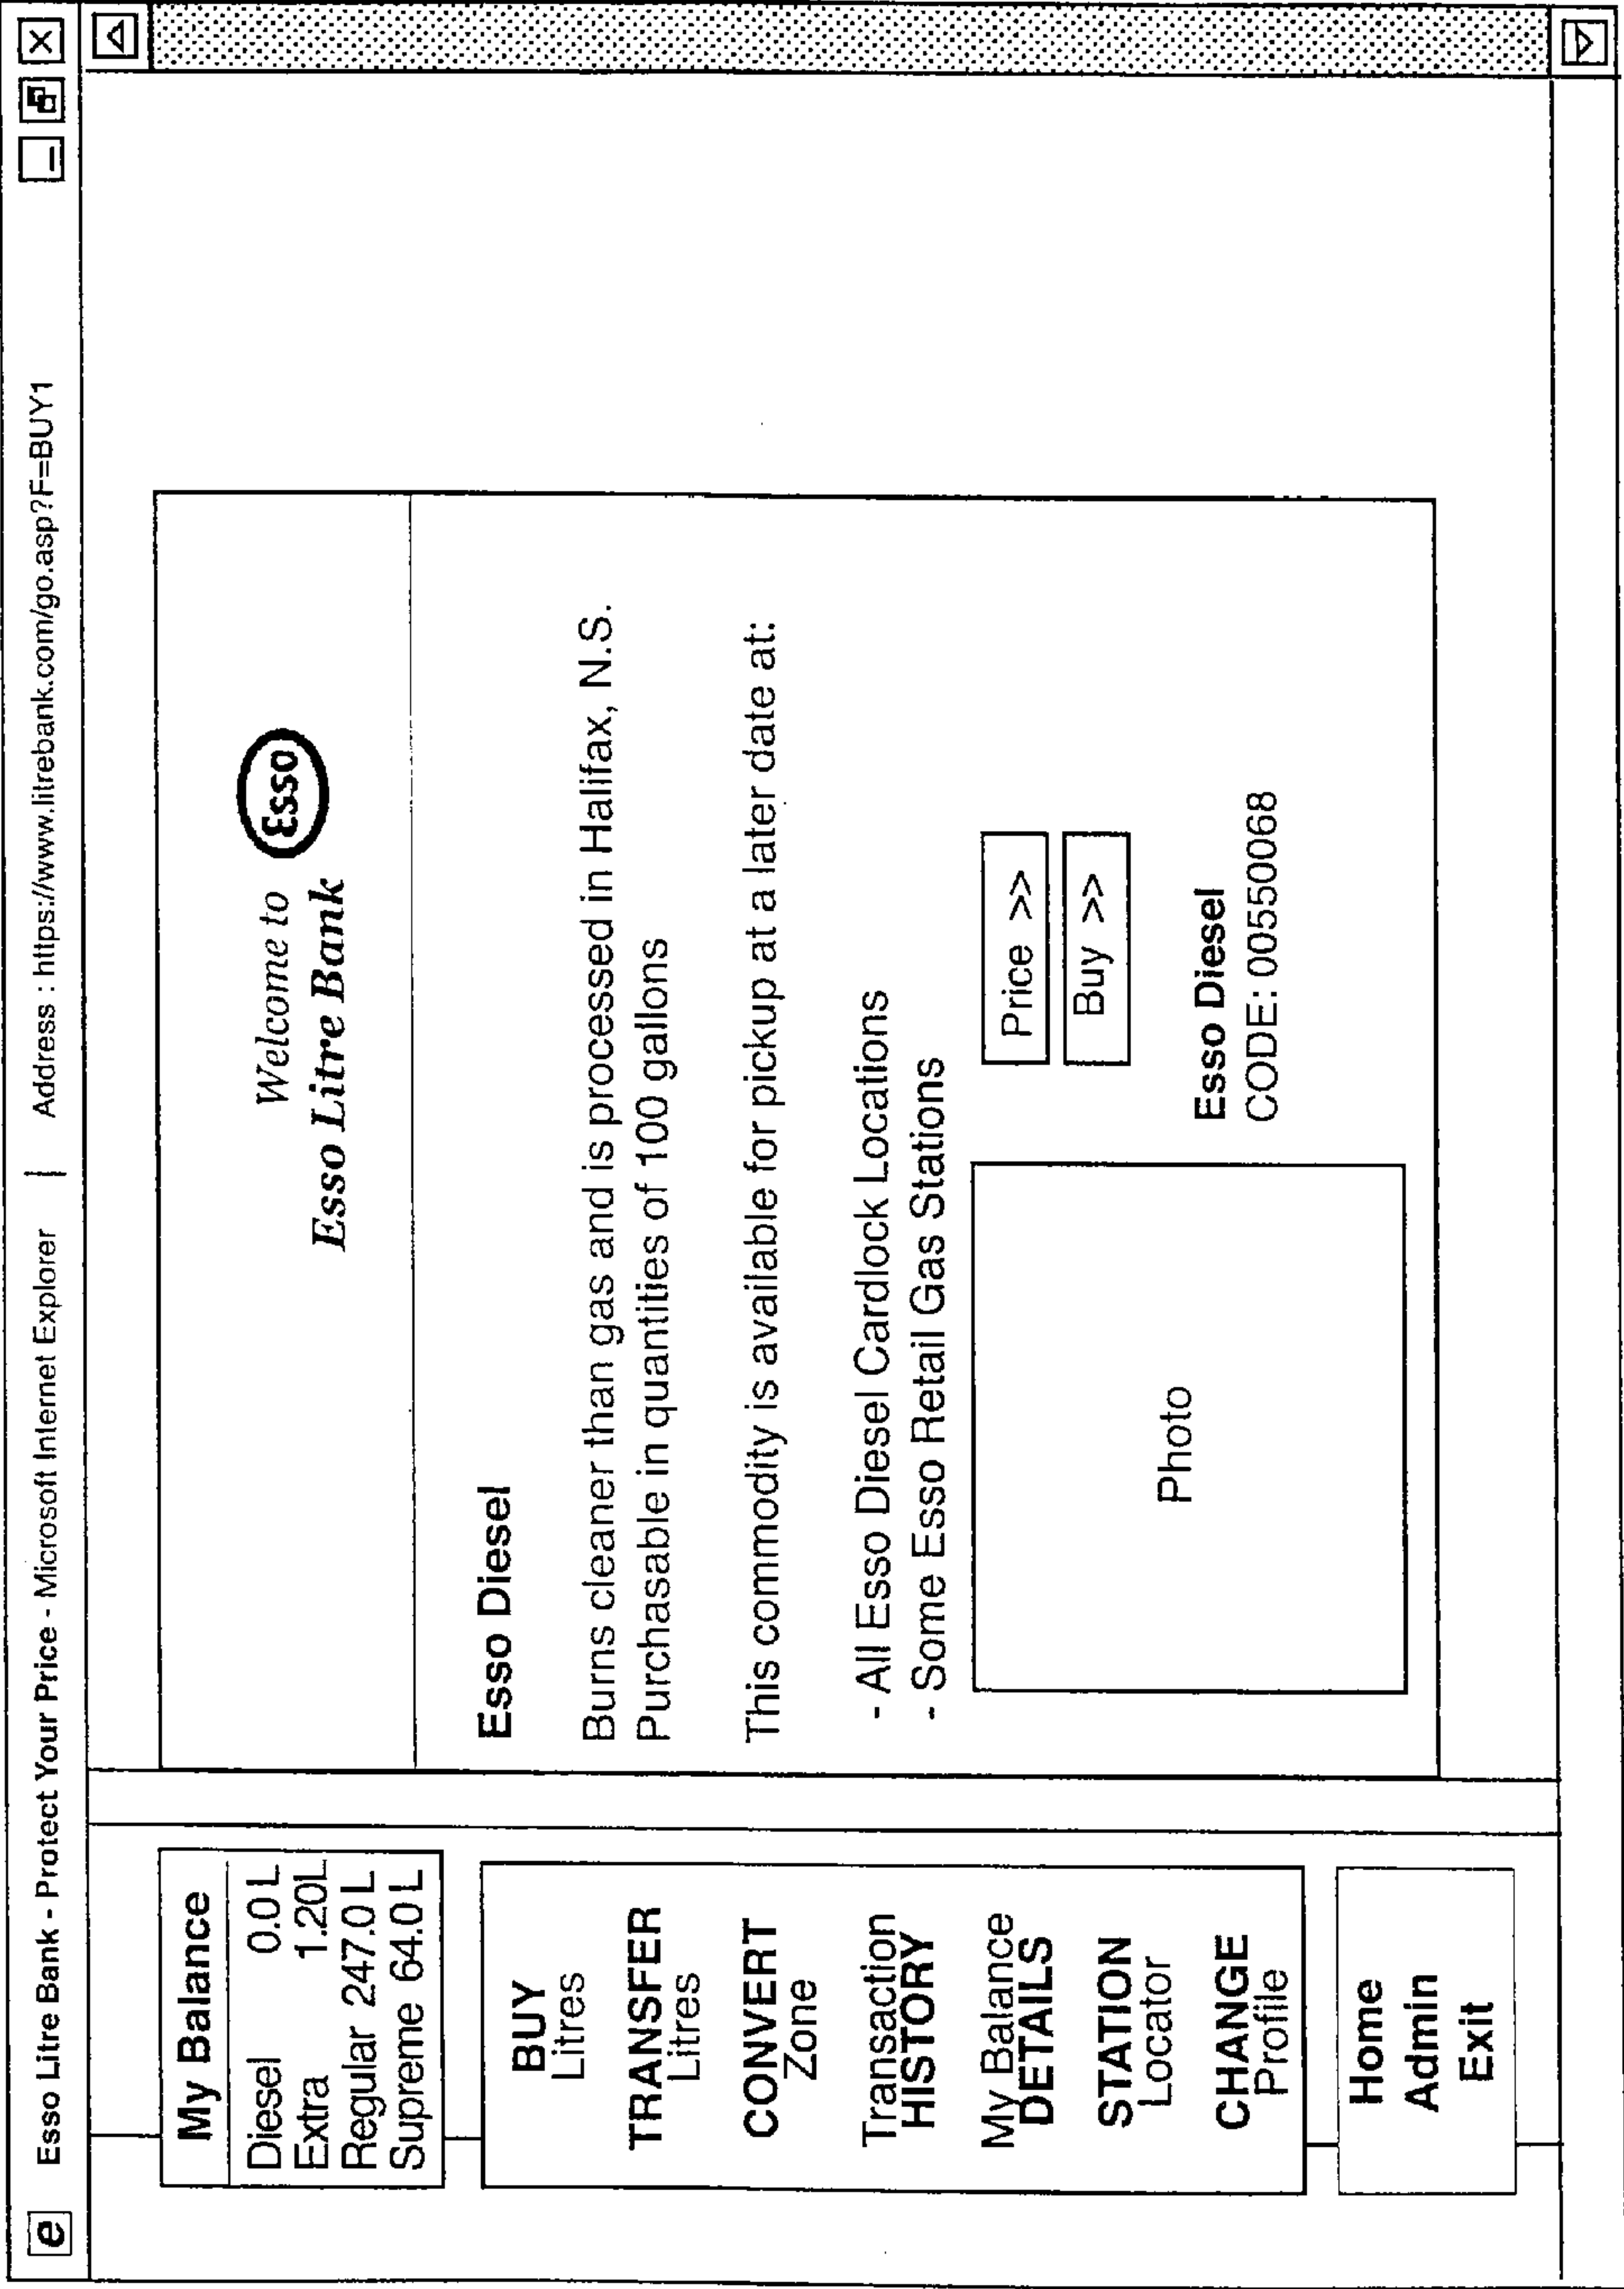 Esso Litre Bank - Protect Your Price - Microsoft Internet Explorer | Address : https://www.litrebank.com/go.asp?F=BUY1
My Balance
Diesel 0.0 L
Extra 1.20L
Regular 247.0 L
Supreme 64.0 L
BUY
Litres
TRANSFER
Litres
CONVERT
Zone
Transaction
HISTORY
My Balance
DETAILS
STATION
Locator
CHANGE
Profile
Home
Admin
Exit
Welcome to
Esso Litre Bank
Esso
Esso Diesel
Burns cleaner than gas and is processed in Halifax, N.S.
Purchasable in quantities of 100 gallons
This commodity is available for pickup at a later date at:
- All Esso Diesel Cardlock Locations
- Some Esso Retail Gas Stations
Photo
Price >>
Buy >>
Esso Diesel
CODE: 00550068